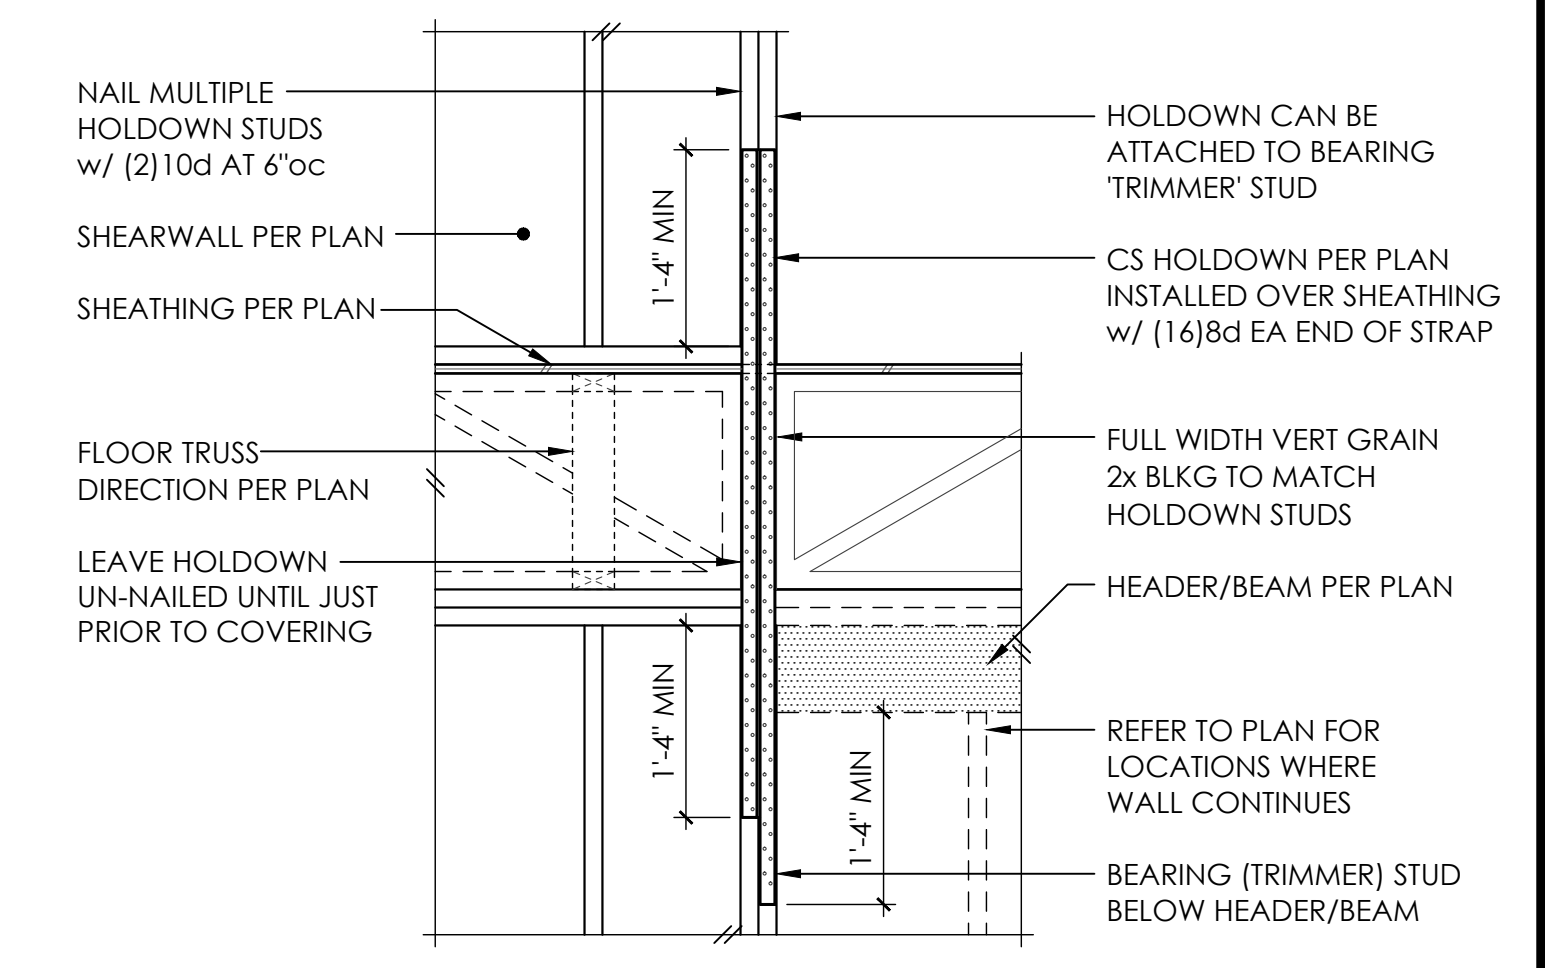 NAIL MULTIPLE
HOLDOWN STUDS
w/ (2)10d AT 6"oc
SHEARWALL PER PLAN
SHEATHING PER PLAN
FLOOR TRUSS
DIRECTION PER PLAN
LEAVE HOLDOWN
UN-NAILED UNTIL JUST
PRIOR TO COVERING
1'-4" MIN
1'-4" MIN
1'-4" MIN
HOLDOWN CAN BE
ATTACHED TO BEARING
'TRIMMER' STUD
CS HOLDOWN PER PLAN
INSTALLED OVER SHEATHING
w/ (16)8d EA END OF STRAP
FULL WIDTH VERT GRAIN
2x BLKG TO MATCH
HOLDOWN STUDS
HEADER/BEAM PER PLAN
REFER TO PLAN FOR
LOCATIONS WHERE
WALL CONTINUES
BEARING (TRIMMER) STUD
BELOW HEADER/BEAM